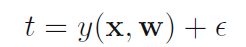 t = y(x, w) + ϵ